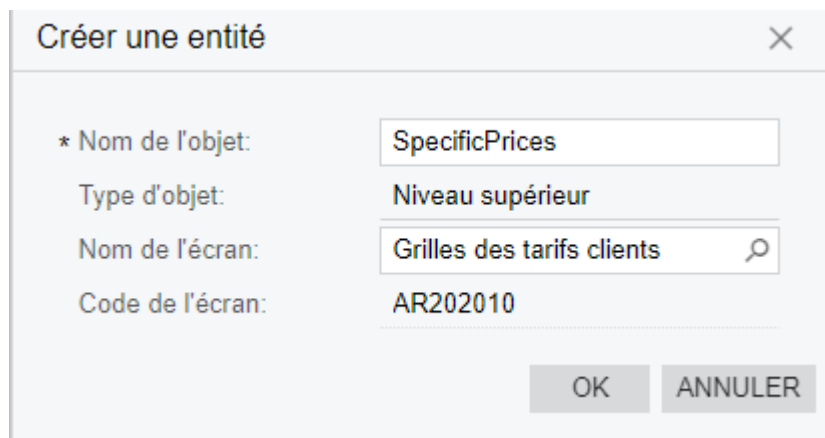 Créer une entité
* Nom de l'objet: SpecificPrices
Type d'objet: Niveau supérieur
Nom de l'écran: Grilles des tarifs clients
Code de l'écran: AR202010
OK ANNULER